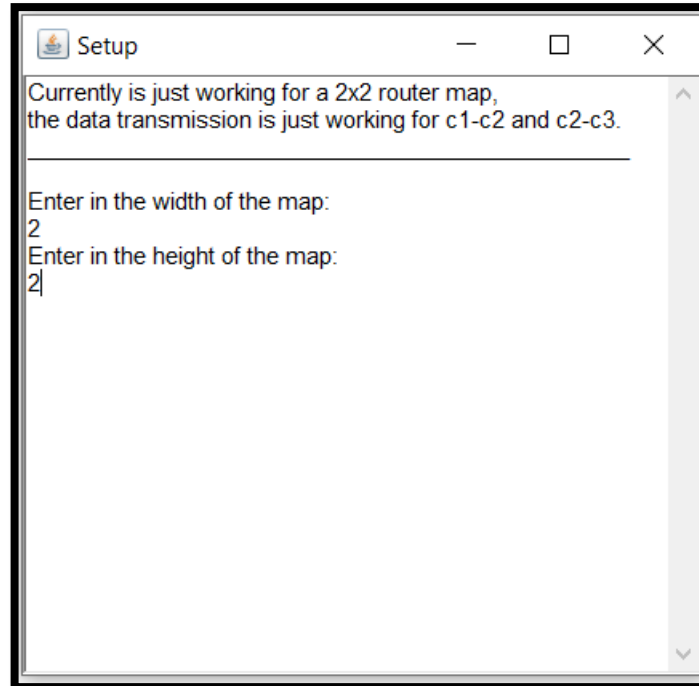 Setup
Currently is just working for a 2x2 router map,
the data transmission is just working for c1-c2 and c2-c3.
Enter in the width of the map:
2
Enter in the height of the map:
2